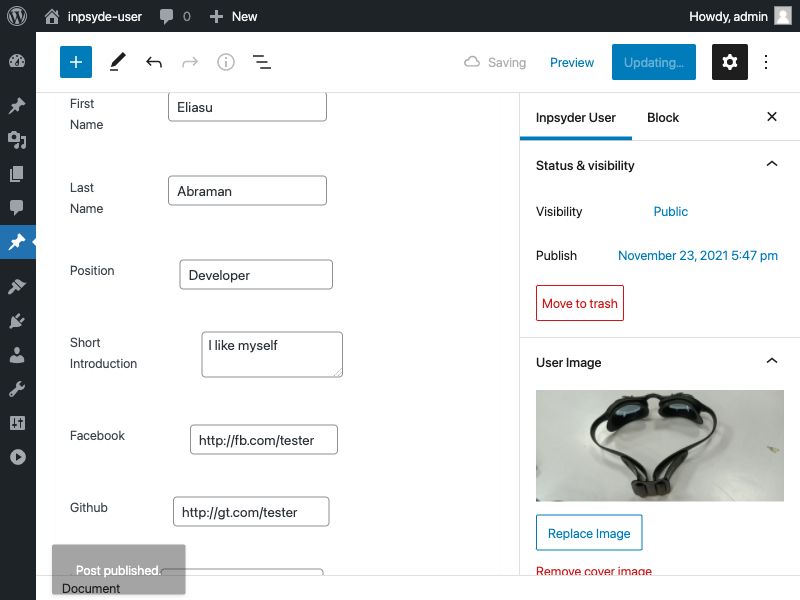 inpsyde-user
0
New
Howdy, admin
Saving
Preview
Updating…
First
Name
Eliasu
Last
Name
Abraman
Position
Developer
Short
Introduction
I like myself
Facebook
http://fb.com/tester
Github
http://gt.com/tester
Post published.
Document
Inpsyder User
Block
Status & visibility
Visibility
Public
Publish
November 23, 2021 5:47 pm
Move to trash
User Image
Replace Image
Remove cover image